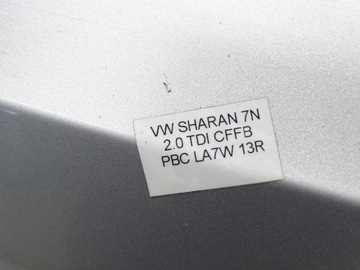 VW SHARAN 7N
2.0 TDI CFFB
PBC LA7W 13R